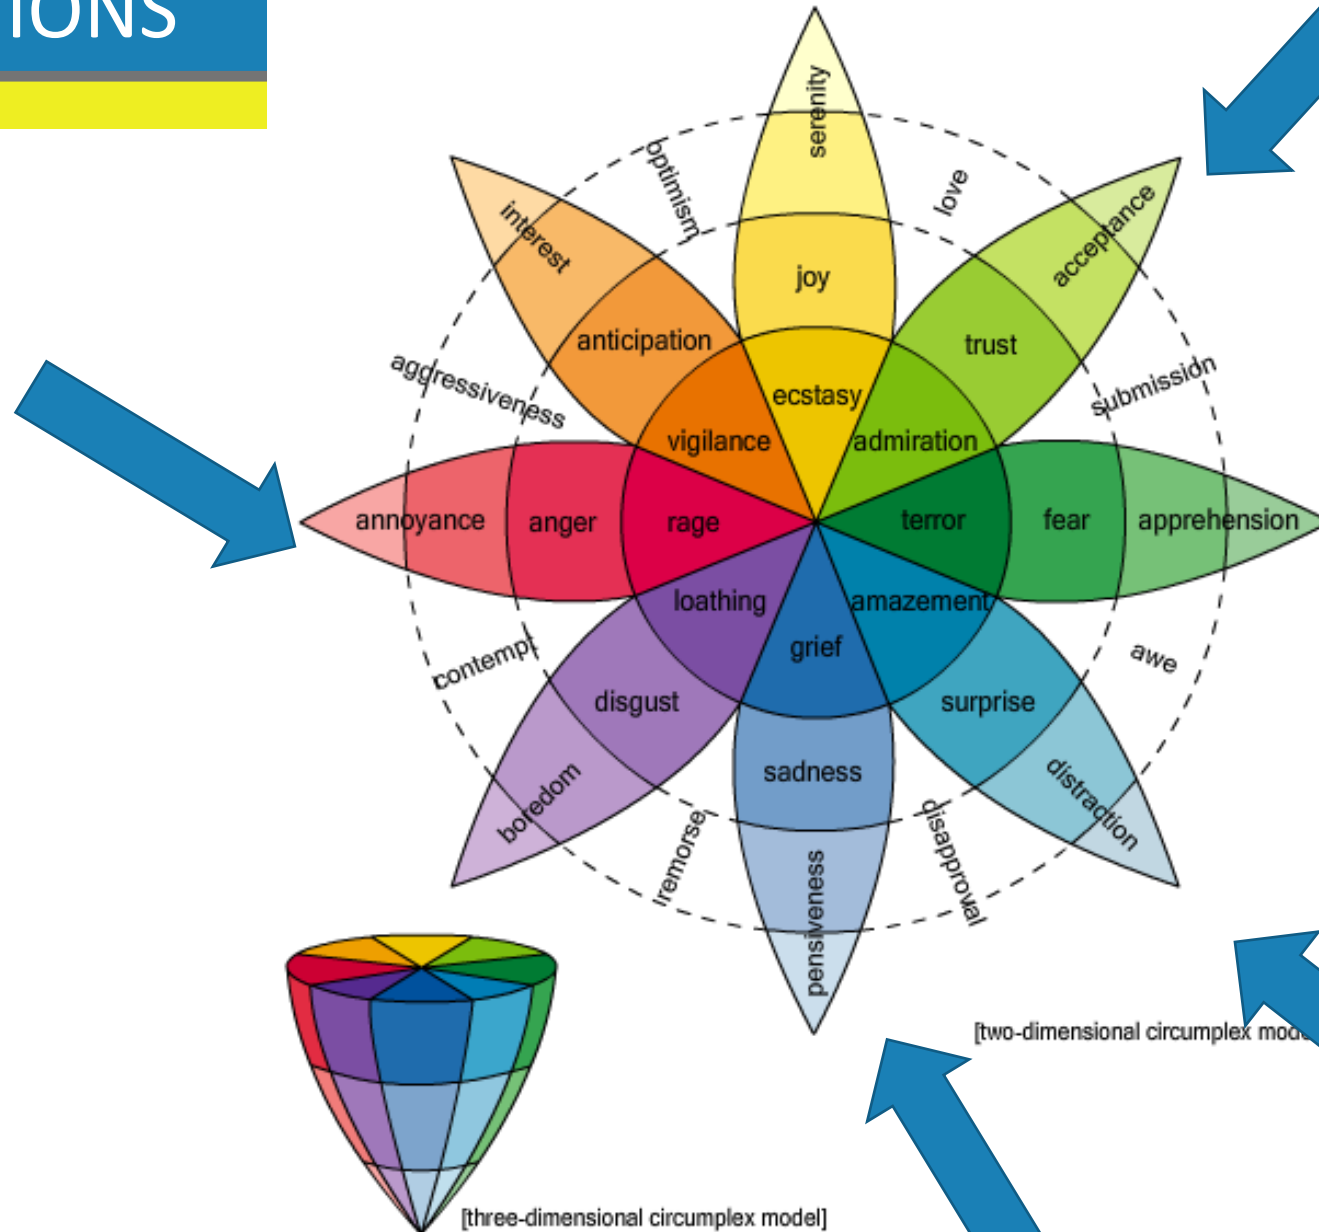 IONS
serenity
optimism
love
interest
acceptance
joy
anticipation
trust
aggressiveness
submission
ecstasy
vigilance
admiration
annoyance
anger
rage
terror
fear
apprehension
loathing
amazement
contempt
grief
awe
disgust
surprise
boredom
sadness
distraction
remorse
disapproval
pensiveness
[two-dimensional circumplex
[three-dimensional circumplex model]